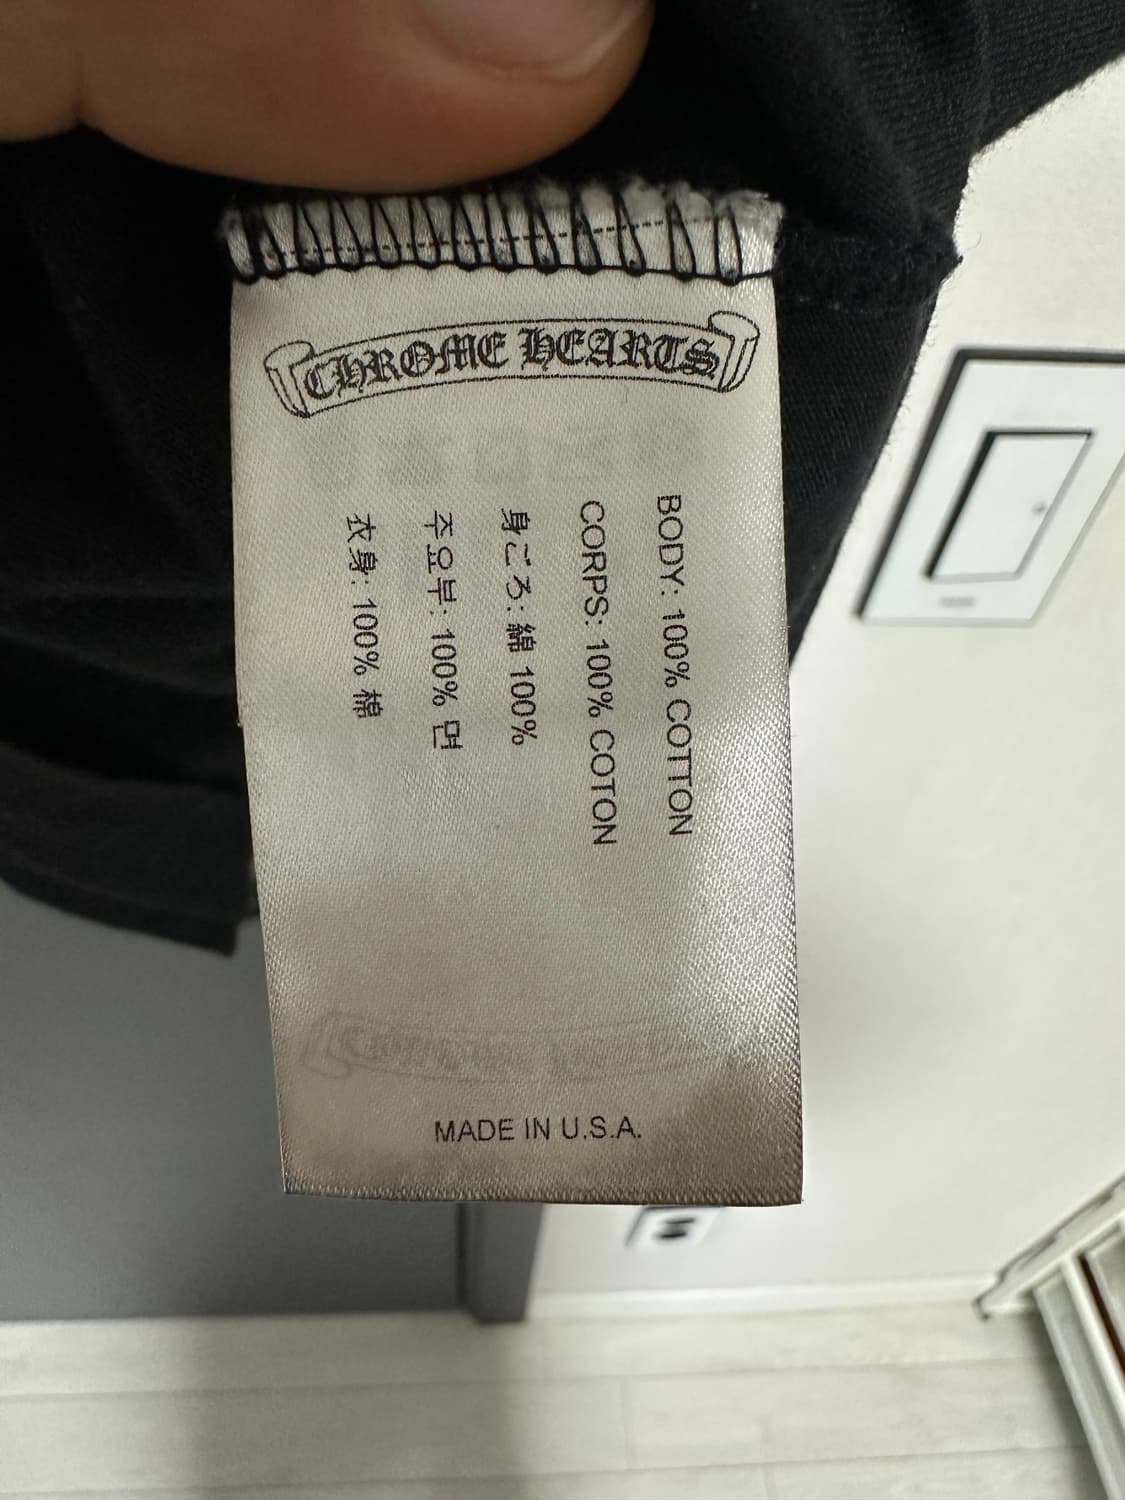 CHROME HEARTS
BODY: 100% COTTON
CORPS: 100% COTON
身ごろ: 綿 100%
주요부: 100% 면
衣身: 100% 棉
MADE IN U.S.A.